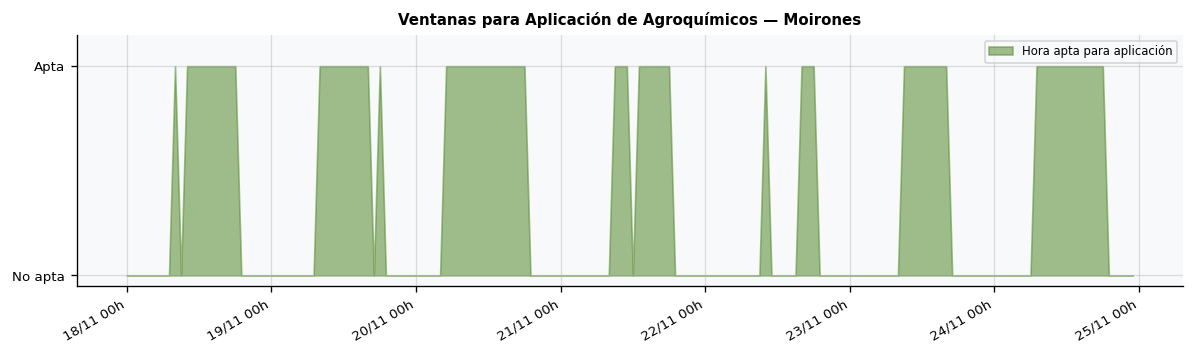 Ventanas para Aplicación de Agroquímicos — Moirones
Hora apta para aplicación
Apta
No apta
18/11 00h
19/11 00h
20/11 00h
21/11 00h
22/11 00h
23/11 00h
24/11 00h
25/11 00h